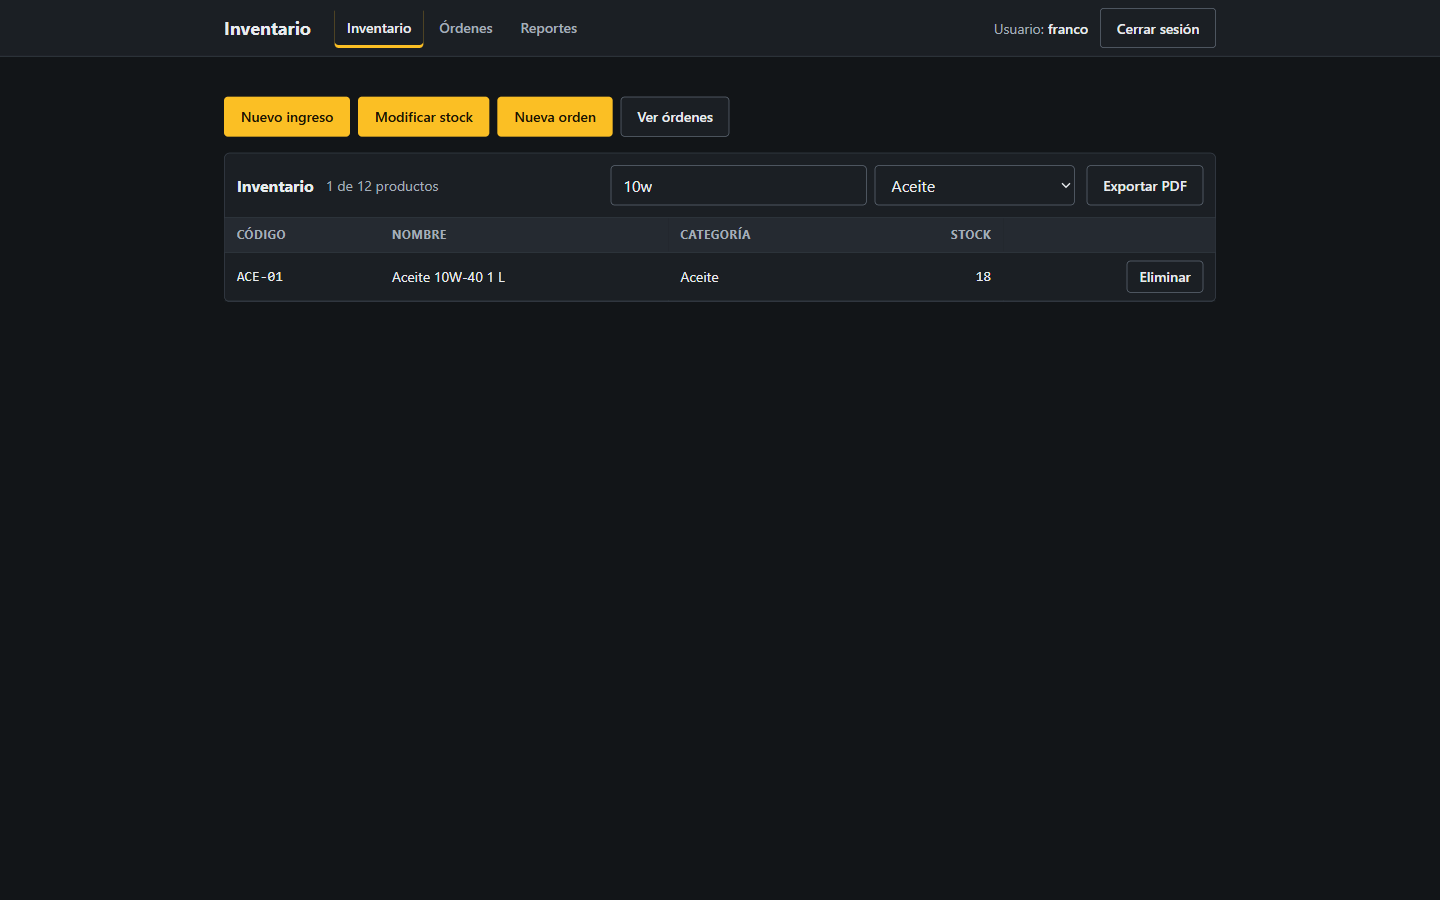 Inventario Inventario Órdenes Reportes Usuario: franco Cerrar sesión
Nuevo ingreso Modificar stock Nueva orden Ver órdenes
Inventario 1 de 12 productos 10w Aceite Exportar PDF
CÓDIGO NOMBRE CATEGORÍA STOCK
ACE-01 Aceite 10W-40 1 L Aceite 18 Eliminar